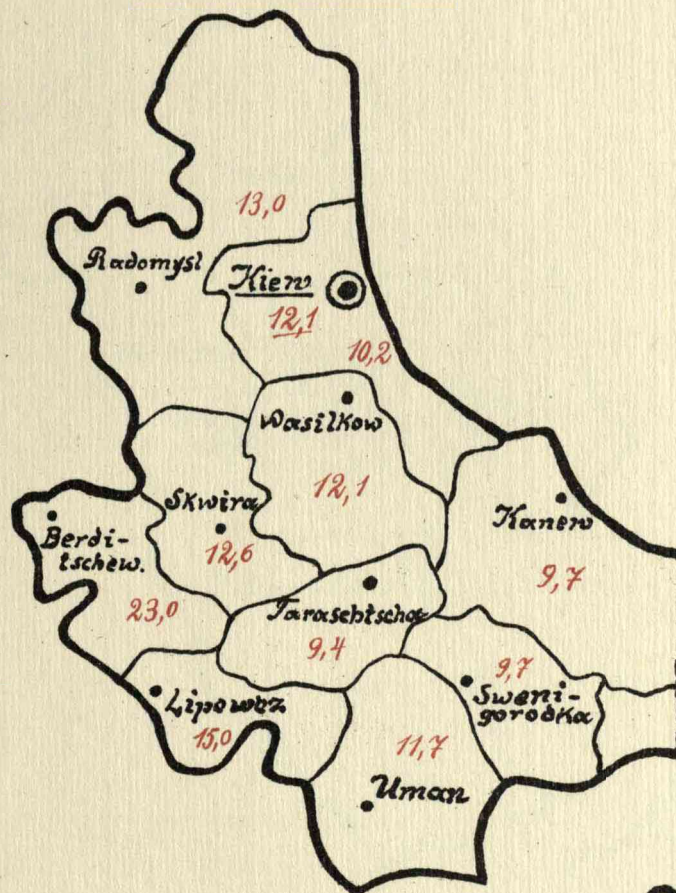 13,0
Radomysl
Kiew
12,1
10,2
Wasilkow
12,1
Skwira
12,6
Kanew
9,7
Berdi-
tschew.
23,0
Taraschtscha
9,4
9,7
Sweni-
gorodka
Lipowez
15,0
11,7
Uman